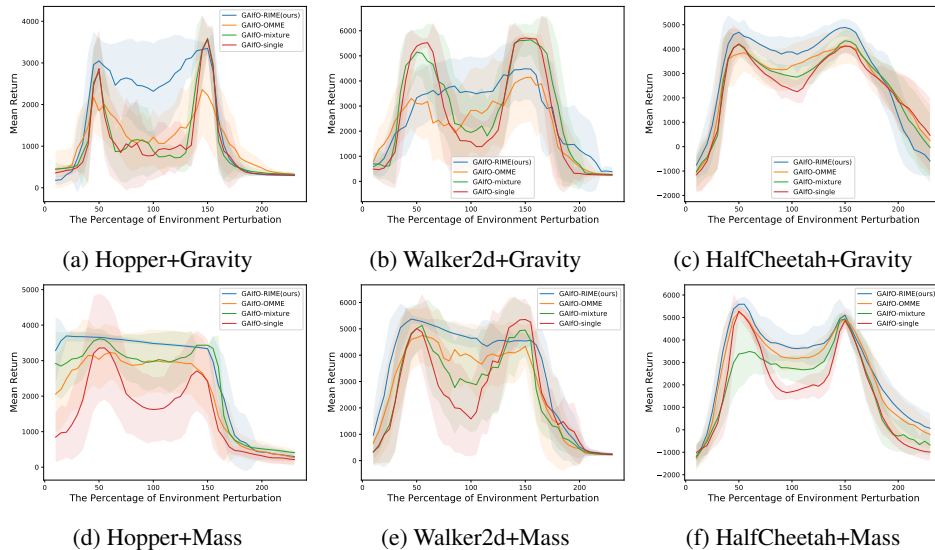 GAIfO-RIME(ours)
GAIfO-OMME
GAIfO-mixture
GAIfO-single
Mean Return
4000
3000
2000
1000
0
0 50 100 150 200
The Percentage of Environment Perturbation
(a) Hopper+Gravity
Mean Return
6000
5000
4000
3000
2000
1000
0
GAIfO-RIME(ours)
GAIfO-OMME
GAIfO-mixture
GAIfO-single
0 50 100 150 200
The Percentage of Environment Perturbation
(b) Walker2d+Gravity
GAIfO-RIME(ours)
GAIfO-OMME
GAIfO-mixture
GAIfO-single
Mean Return
5000
4000
3000
2000
1000
0
−1000
−2000
0 50 100 150 200
The Percentage of Environment Perturbation
(c) HalfCheetah+Gravity
GAIfO-RIME(ours)
GAIfO-OMME
GAIfO-mixture
GAIfO-single
Mean Return
5000
4000
3000
2000
1000
0
0 50 100 150 200
The Percentage of Environment Perturbation
(d) Hopper+Mass
GAIfO-RIME(ours)
GAIfO-OMME
GAIfO-mixture
GAIfO-single
Mean Return
6000
5000
4000
3000
2000
1000
0
0 50 100 150 200
The Percentage of Environment Perturbation
(e) Walker2d+Mass
GAIfO-RIME(ours)
GAIfO-OMME
GAIfO-mixture
GAIfO-single
Mean Return
6000
5000
4000
3000
2000
1000
0
−1000
−2000
0 50 100 150 200
The Percentage of Environment Perturbation
(f) HalfCheetah+Mass